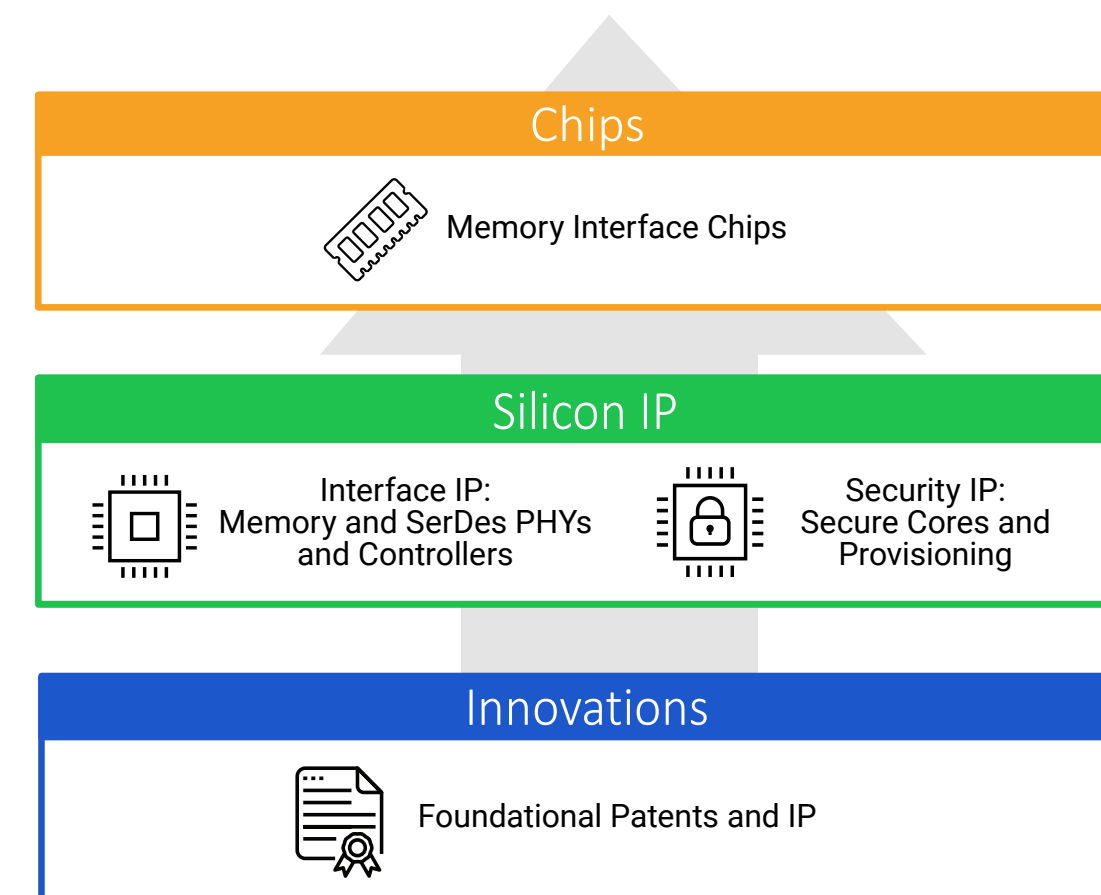 Chips
Memory Interface Chips
Silicon IP
Interface IP:
Memory and SerDes PHYs
and Controllers
Security IP:
Secure Cores and
Provisioning
Innovations
Foundational Patents and IP